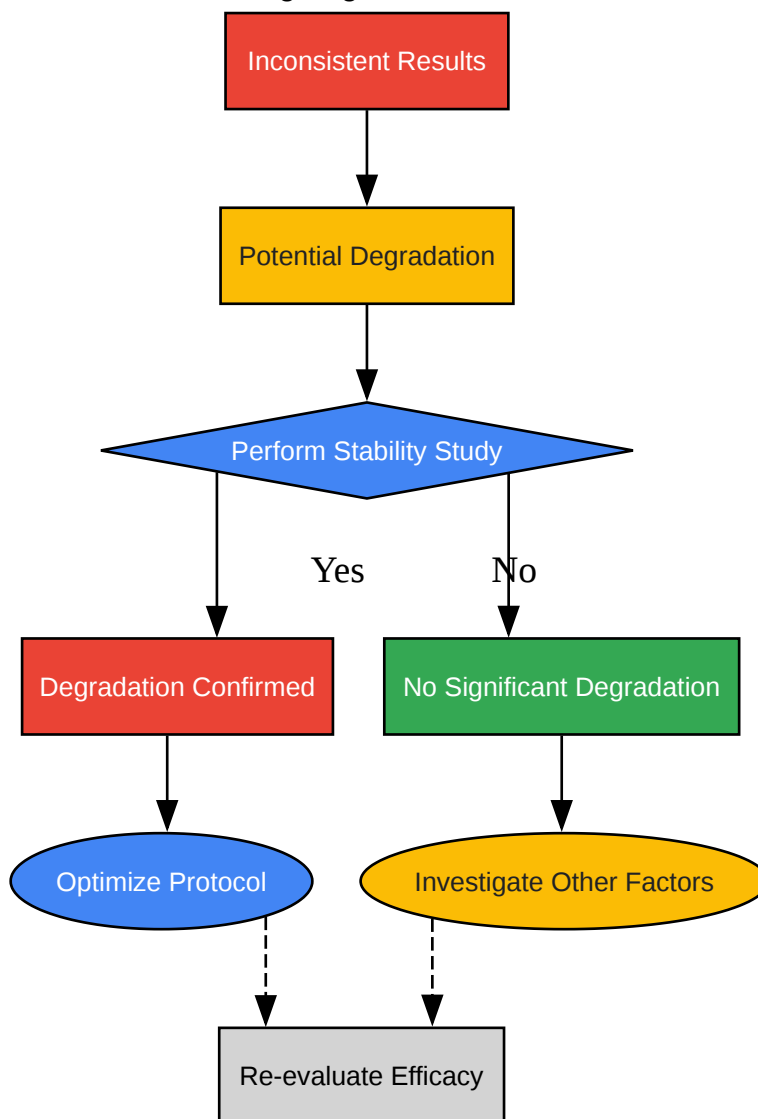 Inconsistent Results
Potential Degradation
Perform Stability Study
Yes No
Degradation Confirmed
No Significant Degradation
Optimize Protocol
Investigate Other Factors
Re-evaluate Efficacy